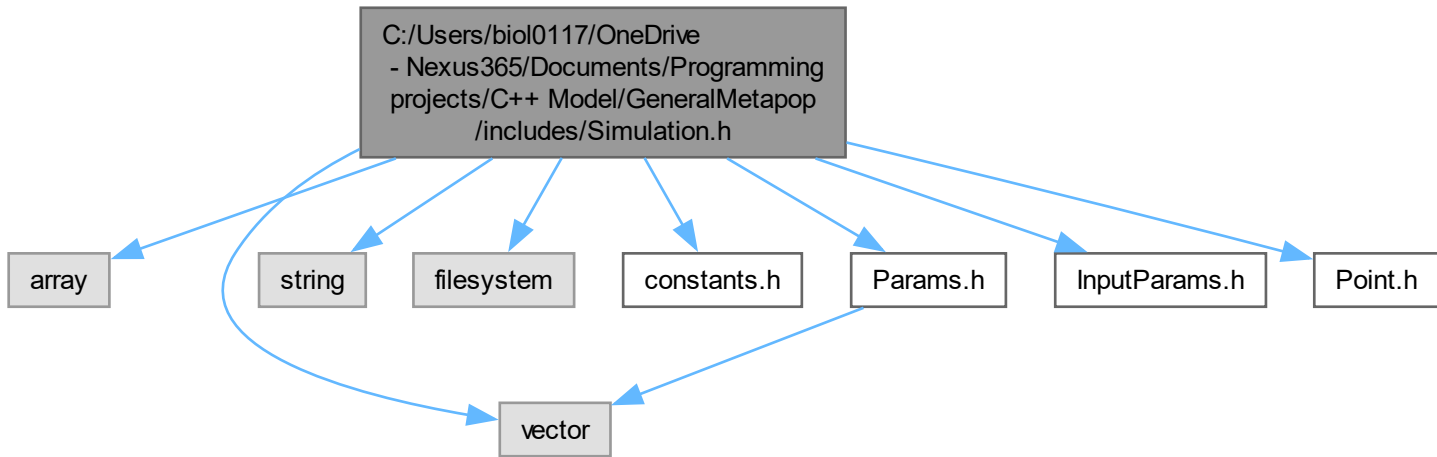 C:/Users/biol0117/OneDrive
- Nexus365/Documents/Programming
projects/C++ Model/GeneralMetapop
/includes/Simulation.h
array
string
filesystem
constants.h
Params.h
InputParams.h
Point.h
vector